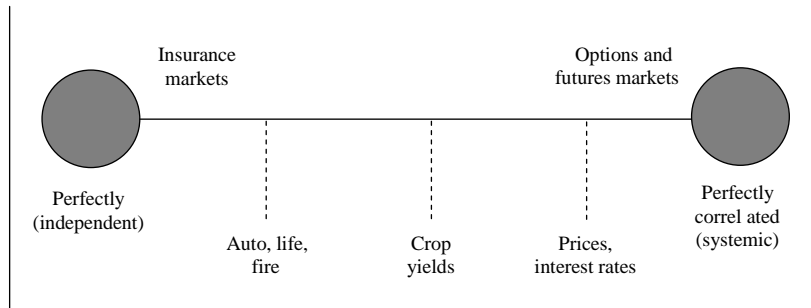 Insurance
markets
Options and
futures markets
Perfectly
(independent)
Perfectly
correl ated
(systemic)
Auto, life,
fire
Crop
yields
Prices,
interest rates